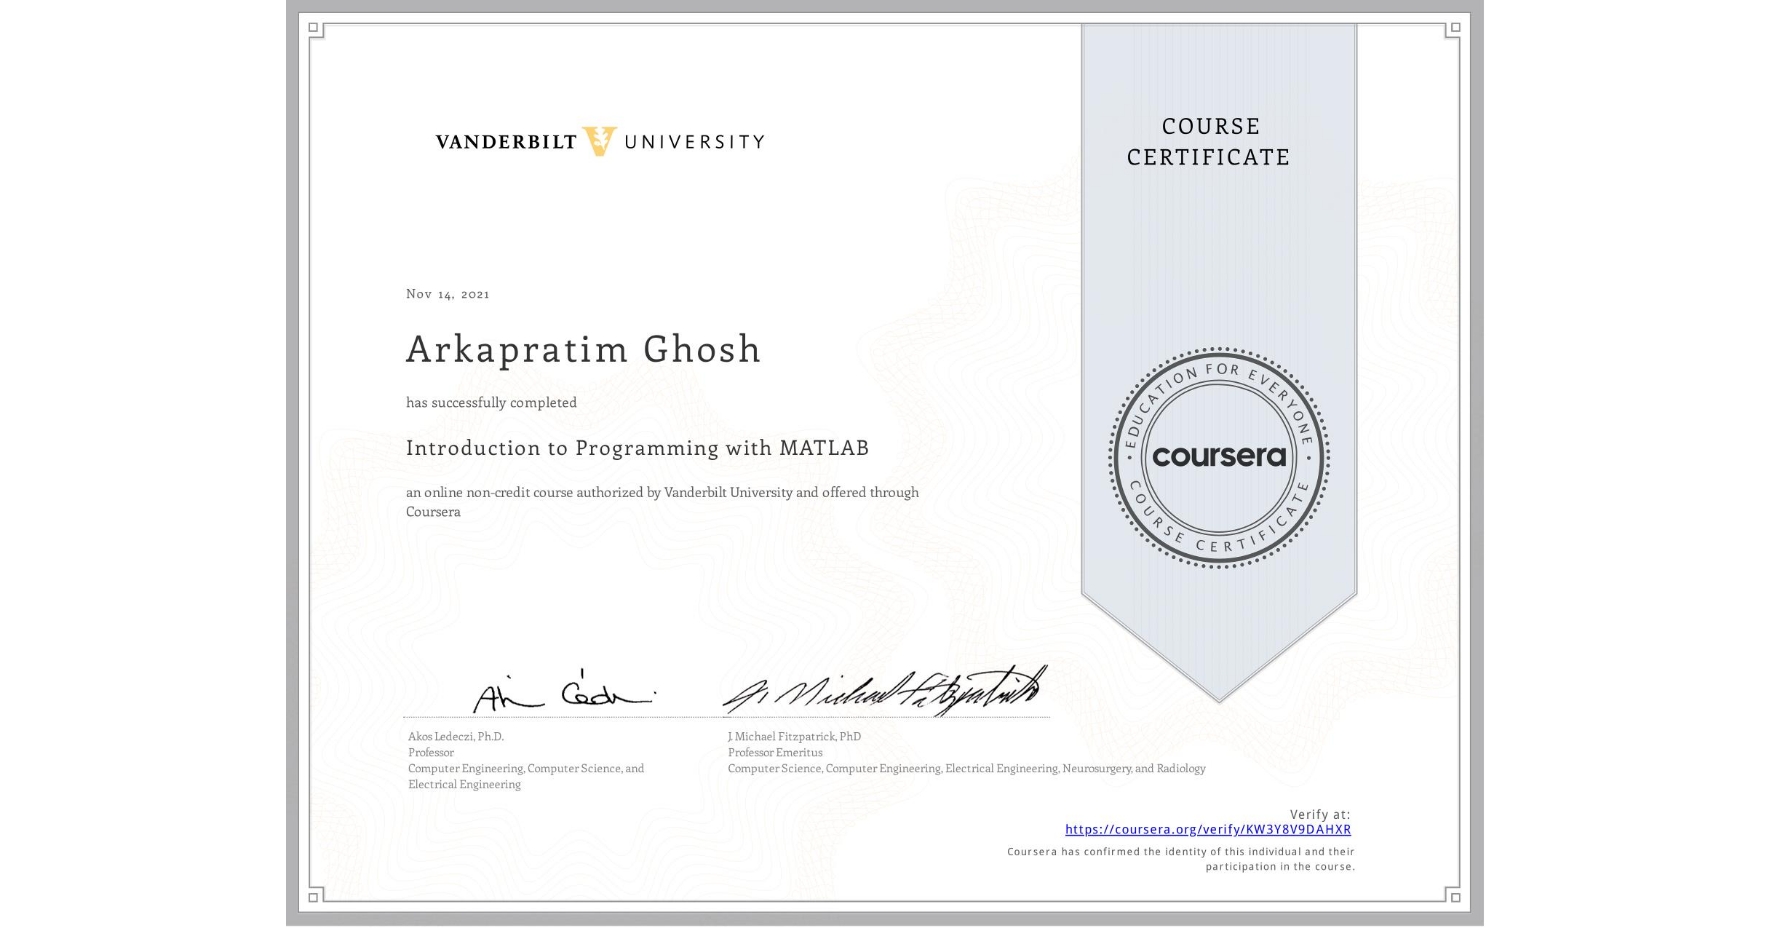 VANDERBILT UNIVERSITY
COURSE
CERTIFICATE
Nov 14, 2021
Arkapratim Ghosh
has successfully completed
Introduction to Programming with MATLAB
an online non-credit course authorized by Vanderbilt University and offered through
Coursera
EDUCATION FOR EVERYONE
coursera
COURSE CERTIFICATE
J. Michael Fitzpatrick
Akos Ledeczi, Ph.D.
Professor
Computer Engineering, Computer Science, and
Electrical Engineering
J. Michael Fitzpatrick, PhD
Professor Emeritus
Computer Science, Computer Engineering, Electrical Engineering, Neurosurgery, and Radiology
Verify at:
https://coursera.org/verify/KW3Y8V9DAHXR
Coursera has confirmed the identity of this individual and their
participation in the course.